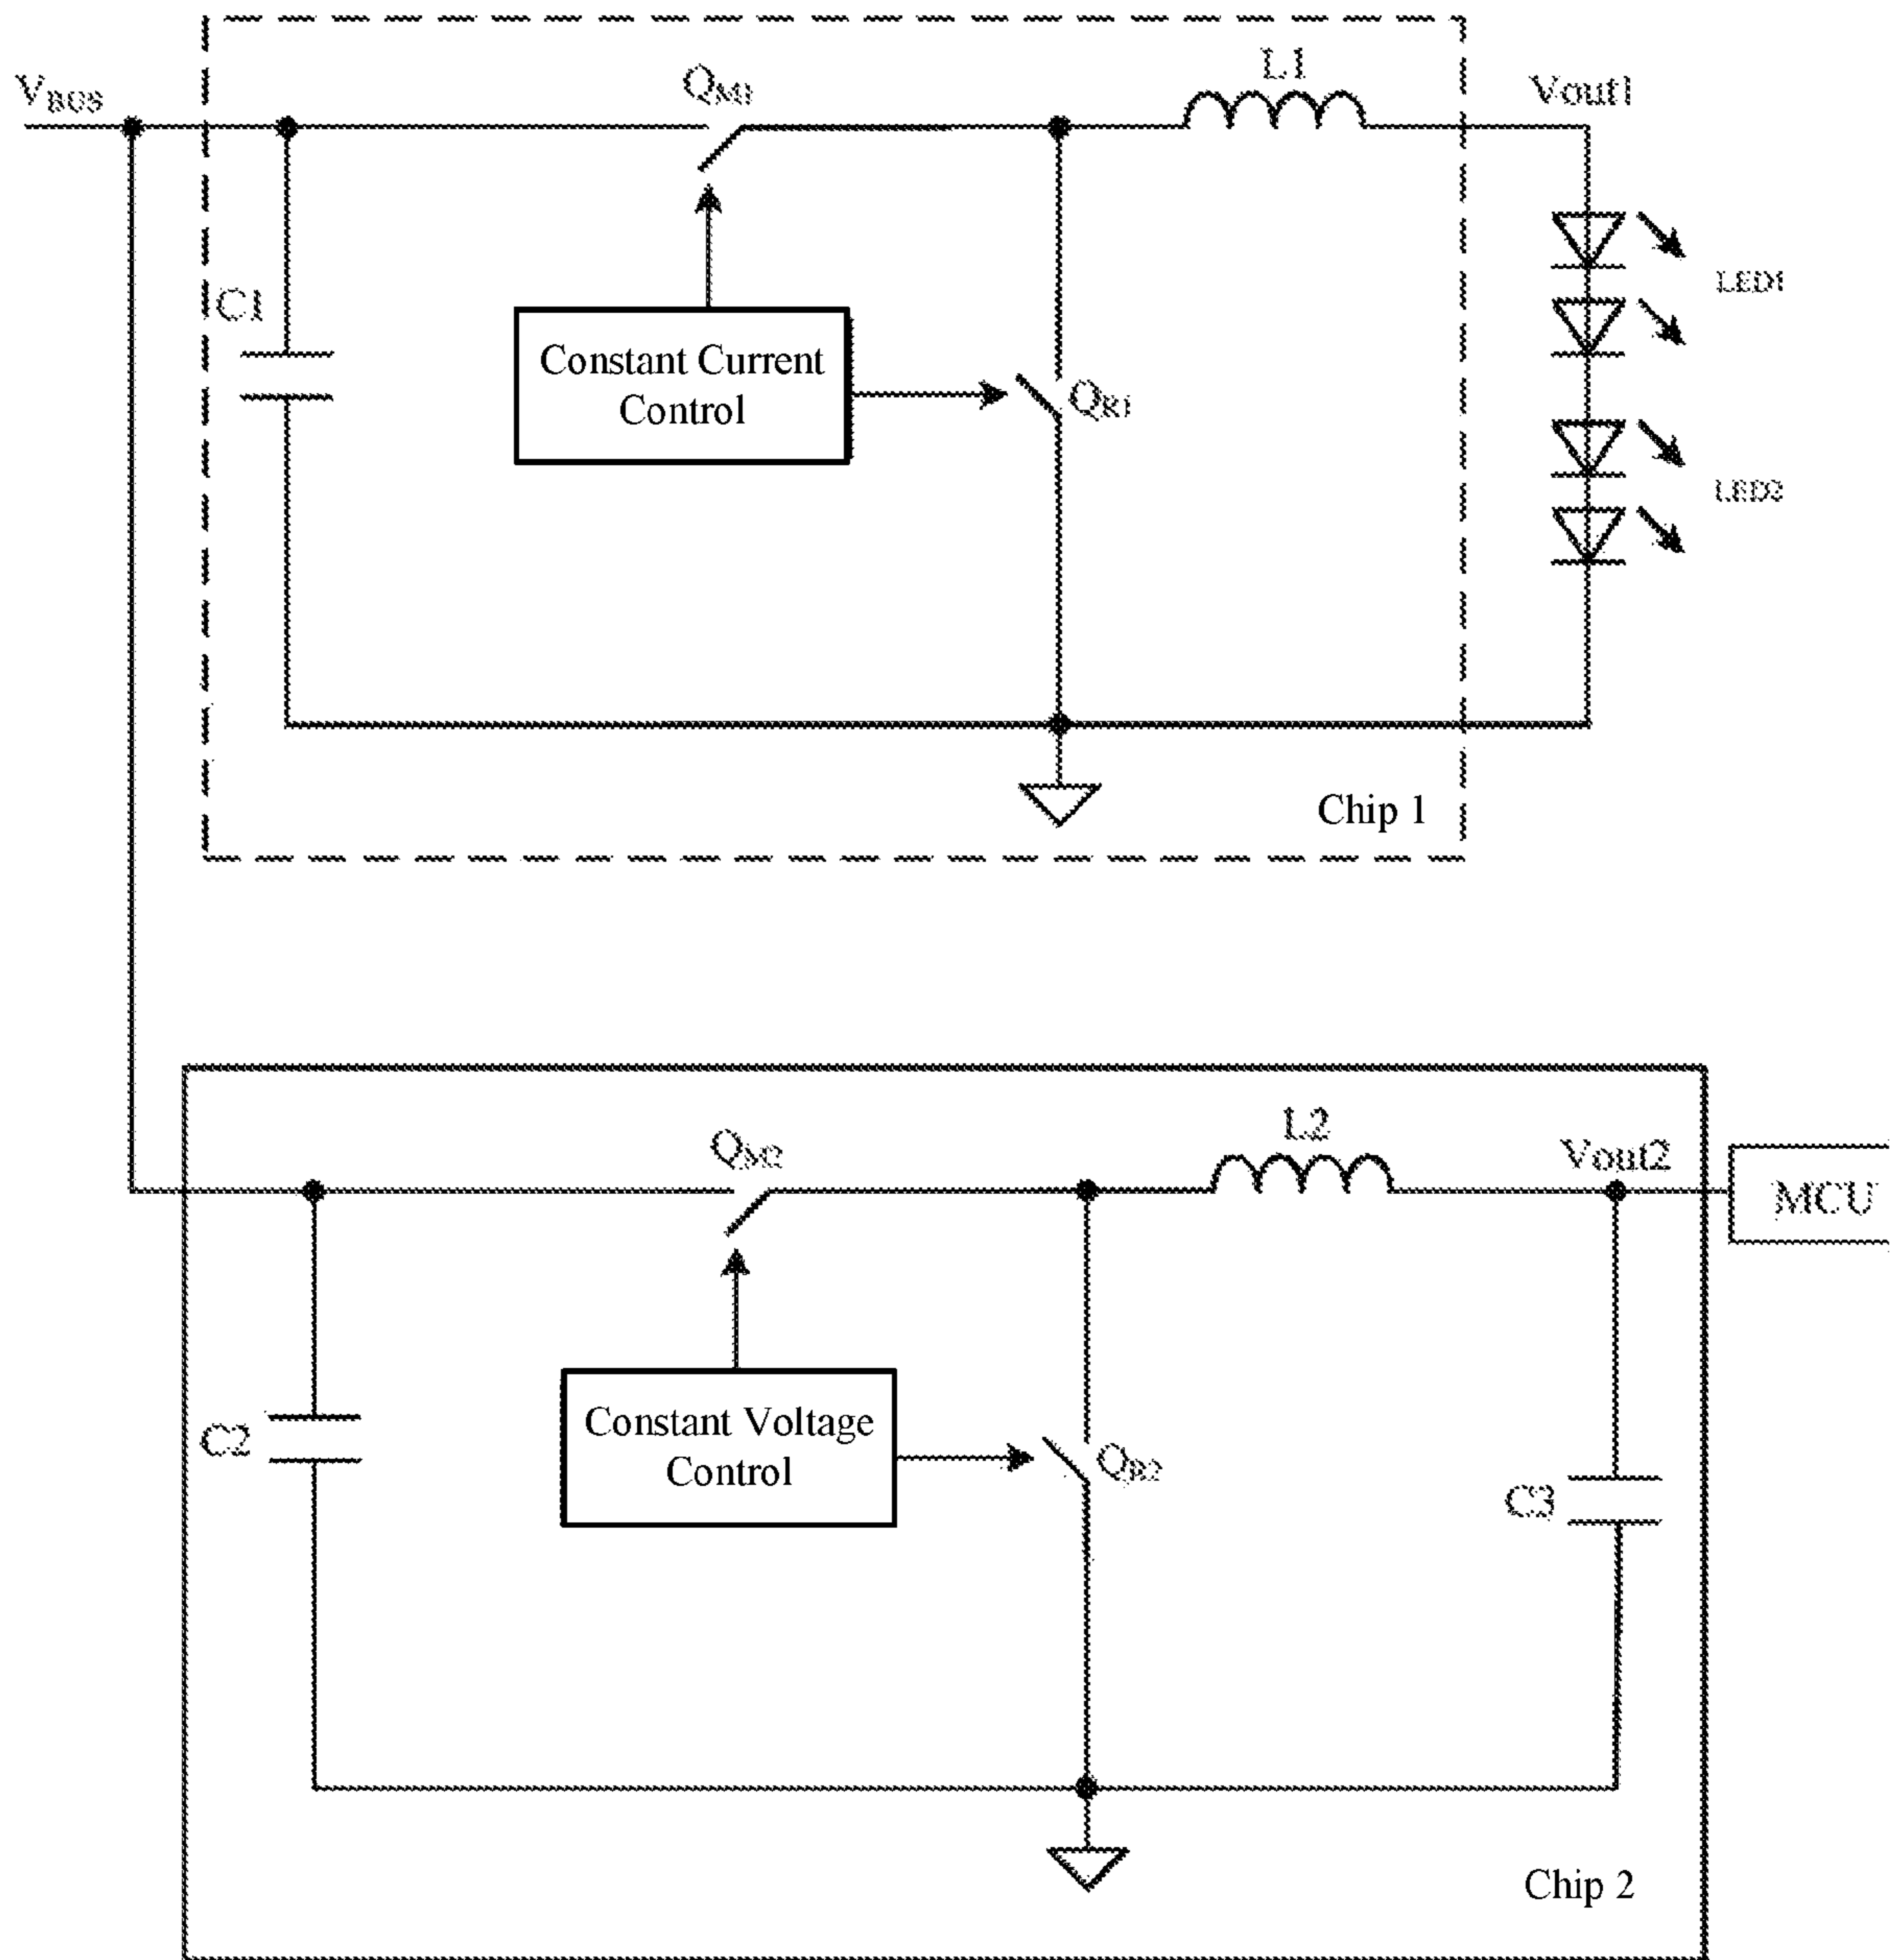 VBUS
QM1
L1
Vout1
C1
Constant Current
Control
QR1
LED1
LED2
Chip 1
QM2
L2
Vout2
MCU
C2
Constant Voltage
Control
QR2
C3
Chip 2